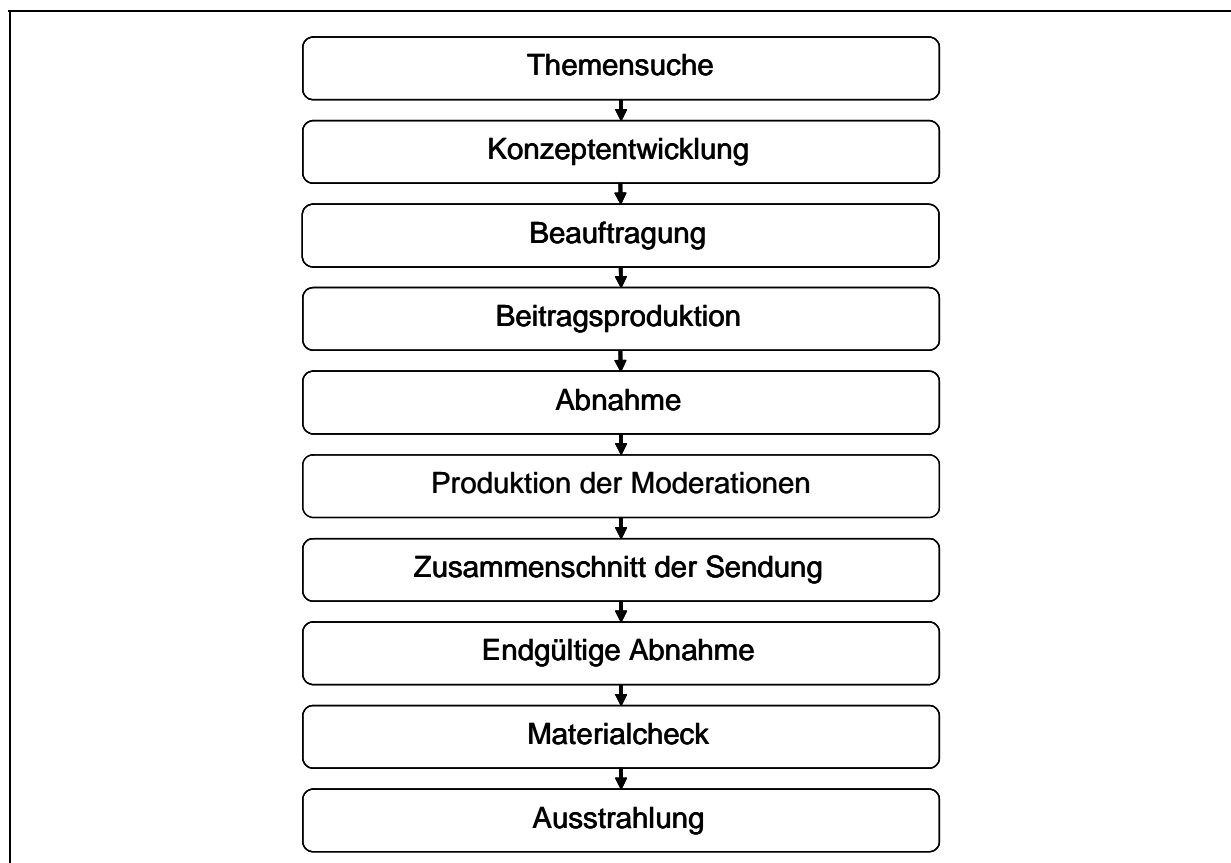 Themensuche
Konzeptentwicklung
Beauftragung
Beitragsproduktion
Abnahme
Produktion der Moderationen
Zusammenschnitt der Sendung
Endgültige Abnahme
Materialcheck
Ausstrahlung